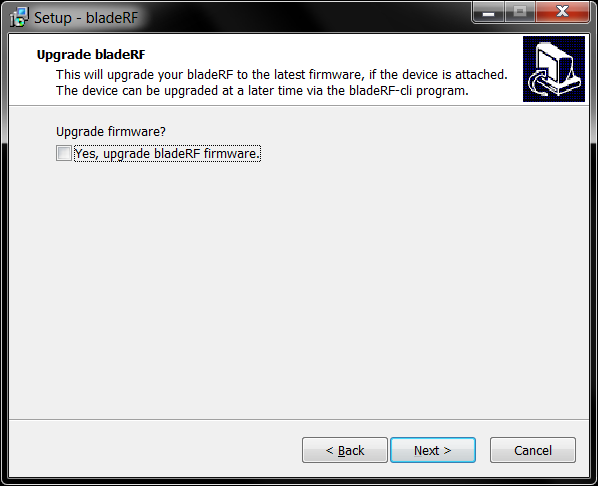 Setup - bladeRF
Upgrade bladeRF
This will upgrade your bladeRF to the latest firmware, if the device is attached.
The device can be upgraded at a later time via the bladeRF-cli program.
Upgrade firmware?
Yes, upgrade bladeRF firmware.
< Back
Next >
Cancel